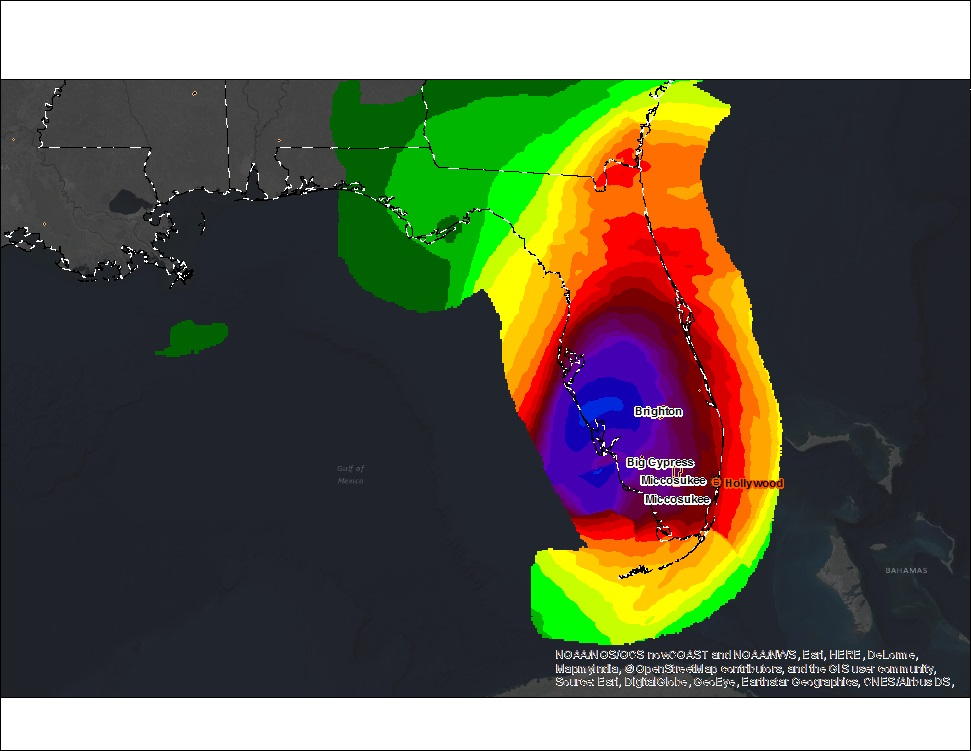 Brighton
Big Cypress
Gulf of
Mexico
Miccosukee
Hollywood
Miccosukee
BAHAMAS
NOAA/NOS/OCS nowCOAST and NOAA/NWS, Esri, HERE, DeLorme,
MapmyIndia, © OpenStreetMap contributors, and the GIS user community,
Source: Esri, DigitalGlobe, GeoEye, Earthstar Geographics, CNES/Airbus DS,